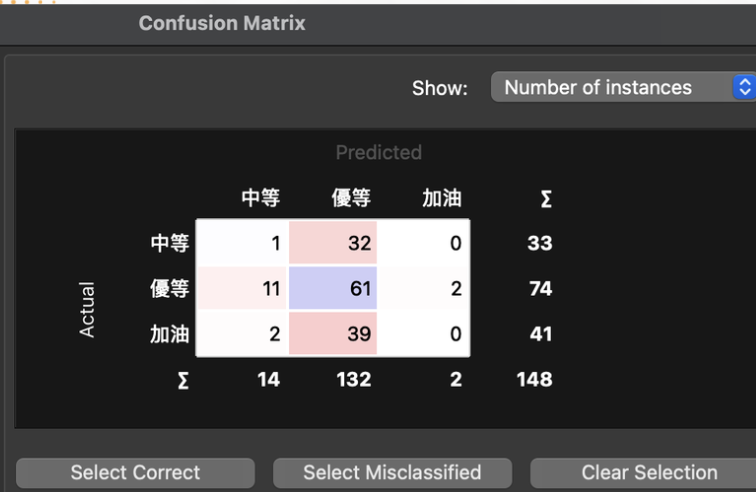 Confusion Matrix
Show: Number of instances
Predicted
中等 優等 加油 Σ
中等 1 32 0 33
優等 11 61 2 74
加油 2 39 0 41
Σ 14 132 2 148
Actual
Select Correct Select Misclassified Clear Selection